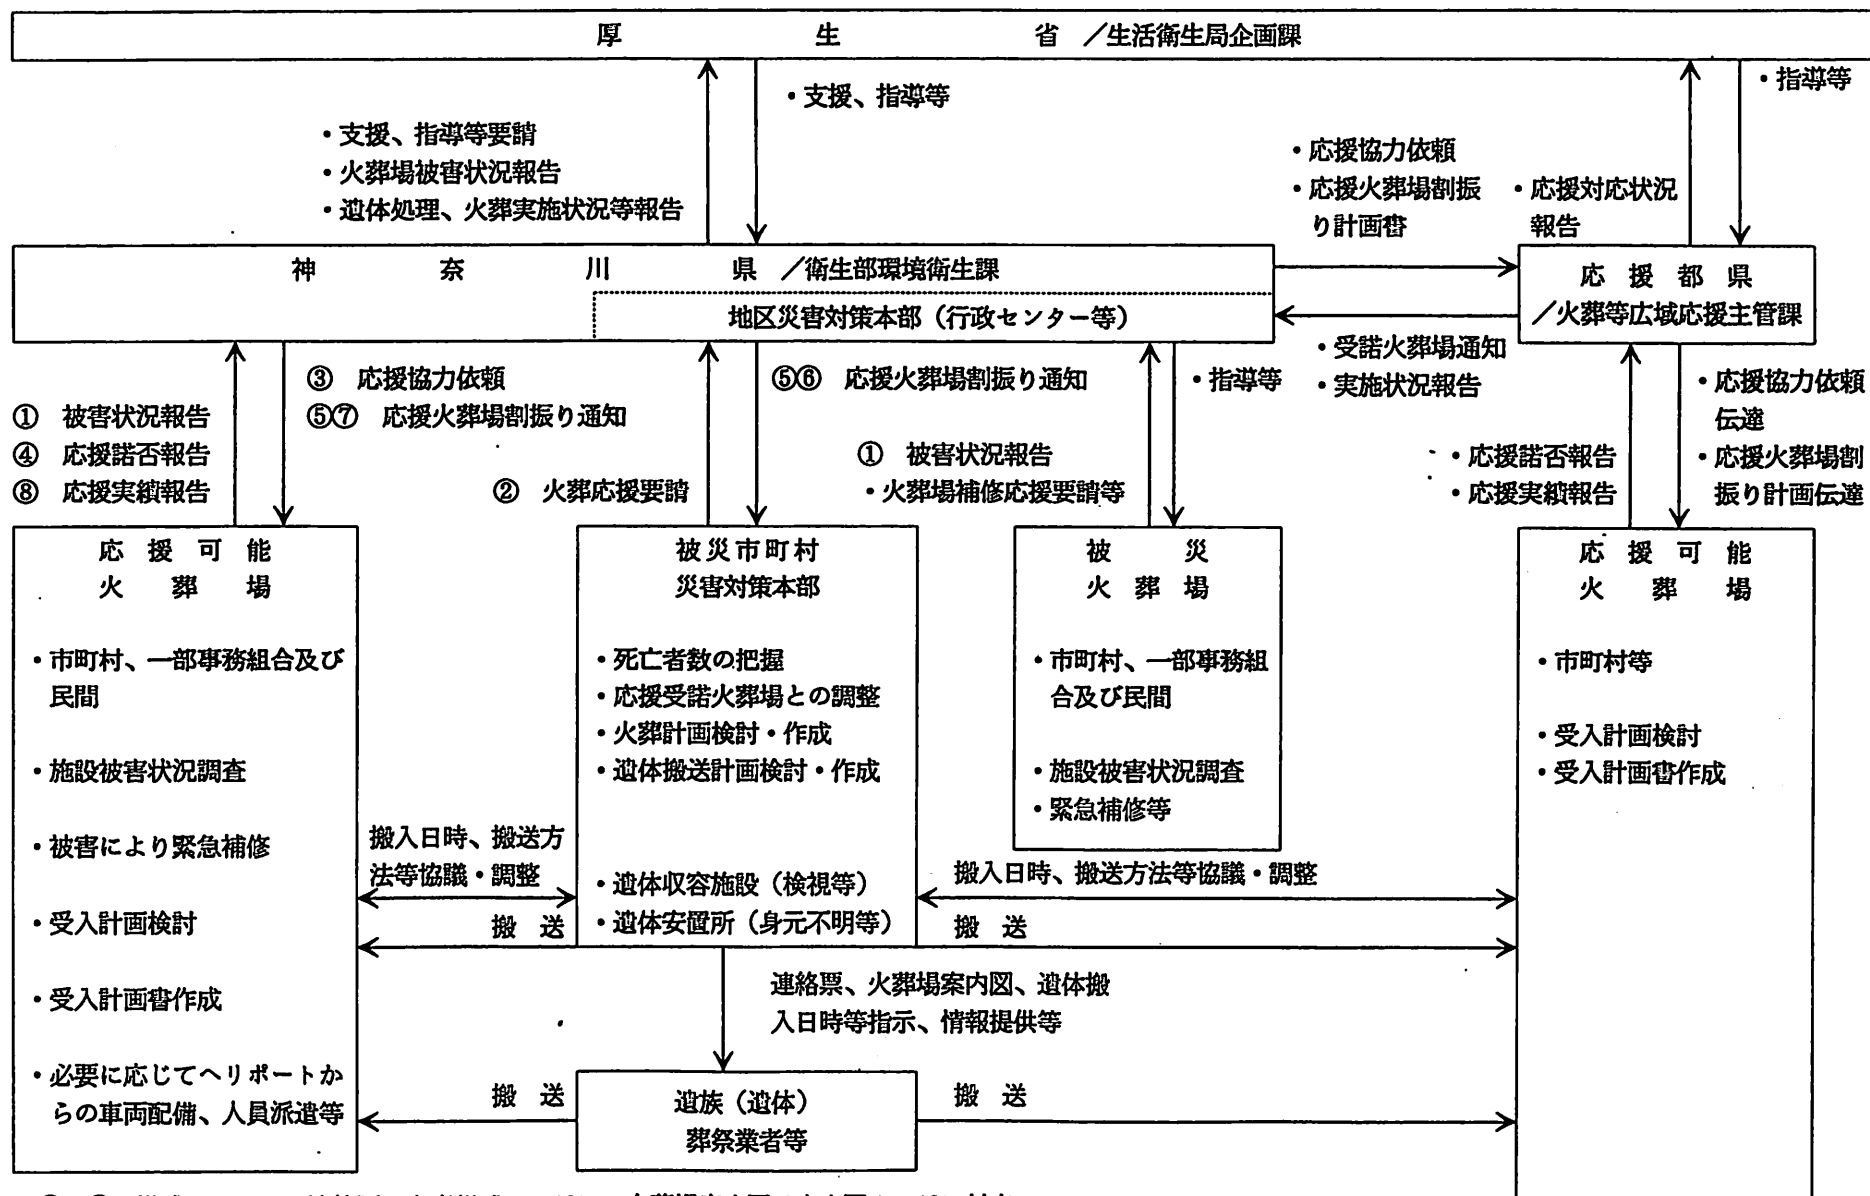 厚生省／生活衛生局企画課
・支援、指導等
・指導等
・支援、指導等要請
・火葬場被害状況報告
・遺体処理、火葬実施状況等報告
・応援協力依頼
・応援火葬場割振
り計画書
・応援対応状況
報告
神奈川県／衛生部環境衛生課
地区災害対策本部（行政センター等）
応援都県
／火葬等広域応援主管課
・受諾火葬場通知
・実施状況報告
① 被害状況報告
④ 応援諾否報告
⑧ 応援実績報告
③ 応援協力依頼
⑤⑦ 応援火葬場割振り通知
② 火葬応援要請
⑤⑥ 応援火葬場割振り通知
① 被害状況報告
・火葬場補修応援要請等
・指導等
・応援諾否報告
・応援実績報告
・応援協力依頼
伝達
・応援火葬場割
振り計画伝達
応援可能
火葬場
・市町村、一部事務組合及び
民間
・施設被害状況調査
・被害により緊急補修
・受入計画検討
・受入計画書作成
・必要に応じてヘリポートか
らの車両配備、人員派遣等
搬入日時、搬送方
法等協議・調整
搬送
被災市町村
災害対策本部
・死亡者数の把握
・応援受諾火葬場との調整
・火葬計画検討・作成
・遺体搬送計画検討・作成
・遺体収容施設（検視等）
・遺体安置所（身元不明等）
被災
火葬場
・市町村、一部事務組
合及び民間
・施設被害状況調査
・緊急補修等
搬入日時、搬送方法等協議・調整
搬送
応援可能
火葬場
・市町村等
・受入計画検討
・受入計画書作成
連絡票、火葬場案内図、遺体搬
入日時等指示、情報提供等
搬送
遺族（遺体）
葬祭業者等
搬送